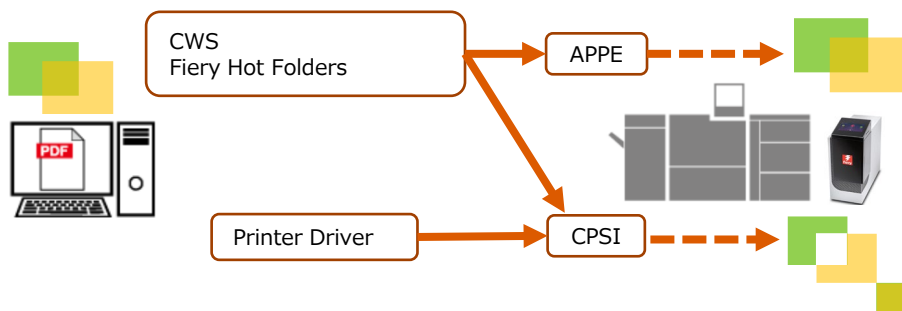 CWS
Fiery Hot Folders
APPE
PDF
Printer Driver
CPSI